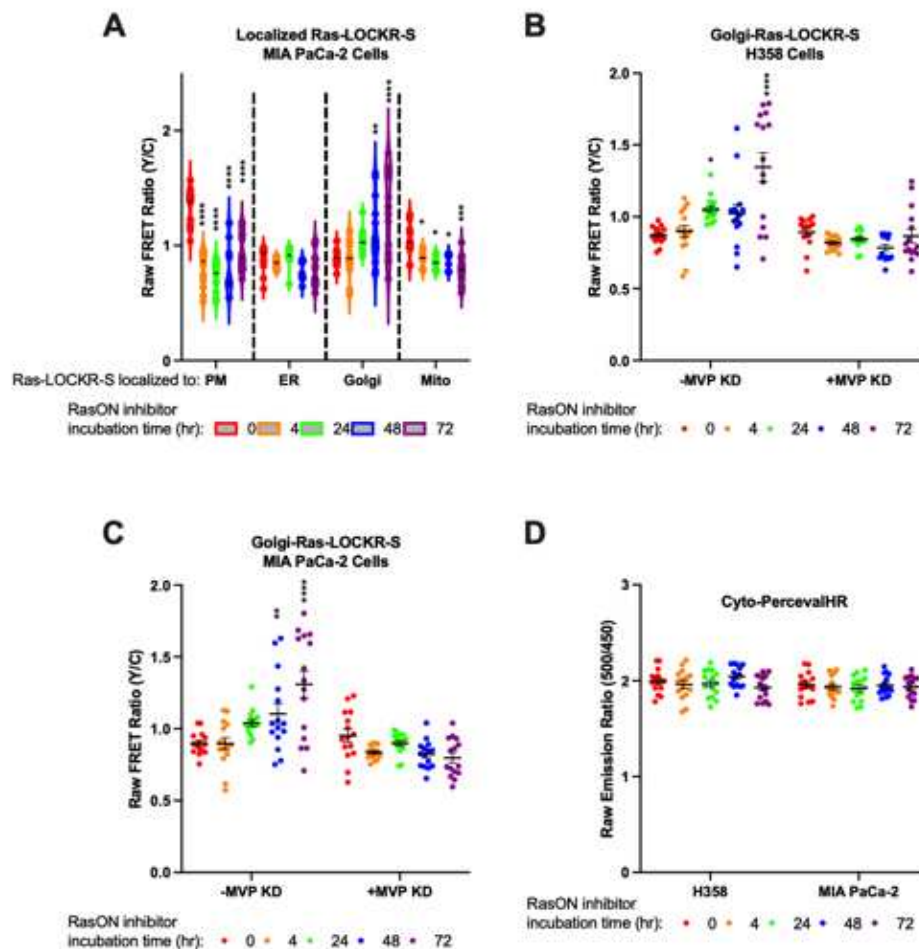 A
Localized Ras-LOCKR-S
MIA PaCa-2 Cells
Raw FRET Ratio (Y/C)
2
1
0
**** **** **** ****
** ****
* * * ***
Ras-LOCKR-S localized to: PM ER Golgi Mito
RasON inhibitor
incubation time (hr): 0 4 24 48 72
B
Golgi-Ras-LOCKR-S
H358 Cells
Raw FRET Ratio (Y/C)
2.0
1.5
1.0
0.5
0.0
****
-MVP KD +MVP KD
RasON inhibitor
incubation time (hr): 0 4 24 48 72
C
Golgi-Ras-LOCKR-S
MIA PaCa-2 Cells
Raw FRET Ratio (Y/C)
2.0
1.5
1.0
0.5
0.0
** ****
-MVP KD +MVP KD
RasON inhibitor
incubation time (hr): 0 4 24 48 72
D
Cyto-PercevalHR
Raw Emission Ratio (500/450)
3
2
1
0
H358 MIA PaCa-2
RasON inhibitor
incubation time (hr): 0 4 24 48 72